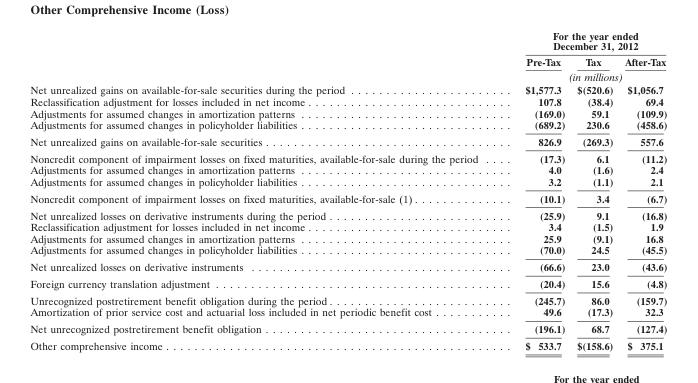 Other Comprehensive Income (Loss)
For the year ended
December 31, 2012
Pre-Tax Tax After-Tax
(in millions)
Net unrealized gains on available-for-sale securities during the period . . . . . . . . . . . . . . . . . . . . . . . . $1,577.3 $(520.6) $1,056.7
Reclassification adjustment for losses included in net income . . . . . . . . . . . . . . . . . . . . . . . . . . . . . . 107.8 (38.4) 69.4
Adjustments for assumed changes in amortization patterns . . . . . . . . . . . . . . . . . . . . . . . . . . . . . . . . (169.0) 59.1 (109.9)
Adjustments for assumed changes in policyholder liabilities . . . . . . . . . . . . . . . . . . . . . . . . . . . . . . . . (689.2) 230.6 (458.6)
Net unrealized gains on available-for-sale securities . . . . . . . . . . . . . . . . . . . . . . . . . . . . . . . . . . . . 826.9 (269.3) 557.6
Noncredit component of impairment losses on fixed maturities, available-for-sale during the period . . . . (17.3) 6.1 (11.2)
Adjustments for assumed changes in amortization patterns . . . . . . . . . . . . . . . . . . . . . . . . . . . . . . . . 4.0 (1.6) 2.4
Adjustments for assumed changes in policyholder liabilities . . . . . . . . . . . . . . . . . . . . . . . . . . . . . . . . 3.2 (1.1) 2.1
Noncredit component of impairment losses on fixed maturities, available-for-sale (1) . . . . . . . . . . . . . . (10.1) 3.4 (6.7)
Net unrealized losses on derivative instruments during the period . . . . . . . . . . . . . . . . . . . . . . . . . . . (25.9) 9.1 (16.8)
Reclassification adjustment for losses included in net income . . . . . . . . . . . . . . . . . . . . . . . . . . . . . . 3.4 (1.5) 1.9
Adjustments for assumed changes in amortization patterns . . . . . . . . . . . . . . . . . . . . . . . . . . . . . . . . 25.9 (9.1) 16.8
Adjustments for assumed changes in policyholder liabilities . . . . . . . . . . . . . . . . . . . . . . . . . . . . . . . . (70.0) 24.5 (45.5)
Net unrealized losses on derivative instruments . . . . . . . . . . . . . . . . . . . . . . . . . . . . . . . . . . . . . . (66.6) 23.0 (43.6)
Foreign currency translation adjustment . . . . . . . . . . . . . . . . . . . . . . . . . . . . . . . . . . . . . . . . . . . (20.4) 15.6 (4.8)
Unrecognized postretirement benefit obligation during the period . . . . . . . . . . . . . . . . . . . . . . . . . . . (245.7) 86.0 (159.7)
Amortization of prior service cost and actuarial loss included in net periodic benefit cost . . . . . . . . . . . 49.6 (17.3) 32.3
Net unrecognized postretirement benefit obligation . . . . . . . . . . . . . . . . . . . . . . . . . . . . . . . . . . . . (196.1) 68.7 (127.4)
Other comprehensive income . . . . . . . . . . . . . . . . . . . . . . . . . . . . . . . . . . . . . . . . . . . . . . . . . . $ 533.7 $(158.6) $ 375.1
For the year ended